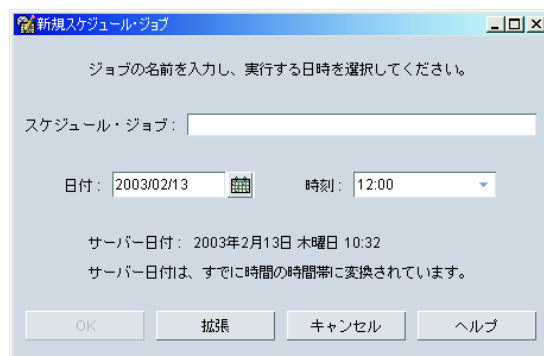 新規スケジュール・ジョブ
ジョブの名前を入力し、実行する日時を選択してください。
スケジュール・ジョブ:
日付: 2003/02/13 時刻: 12:00
サーバー日付: 2003年2月13日 木曜日 10:32
サーバー日付は、すでに時間の時間帯に変換されています。
OK 拡張 キャンセル ヘルプ